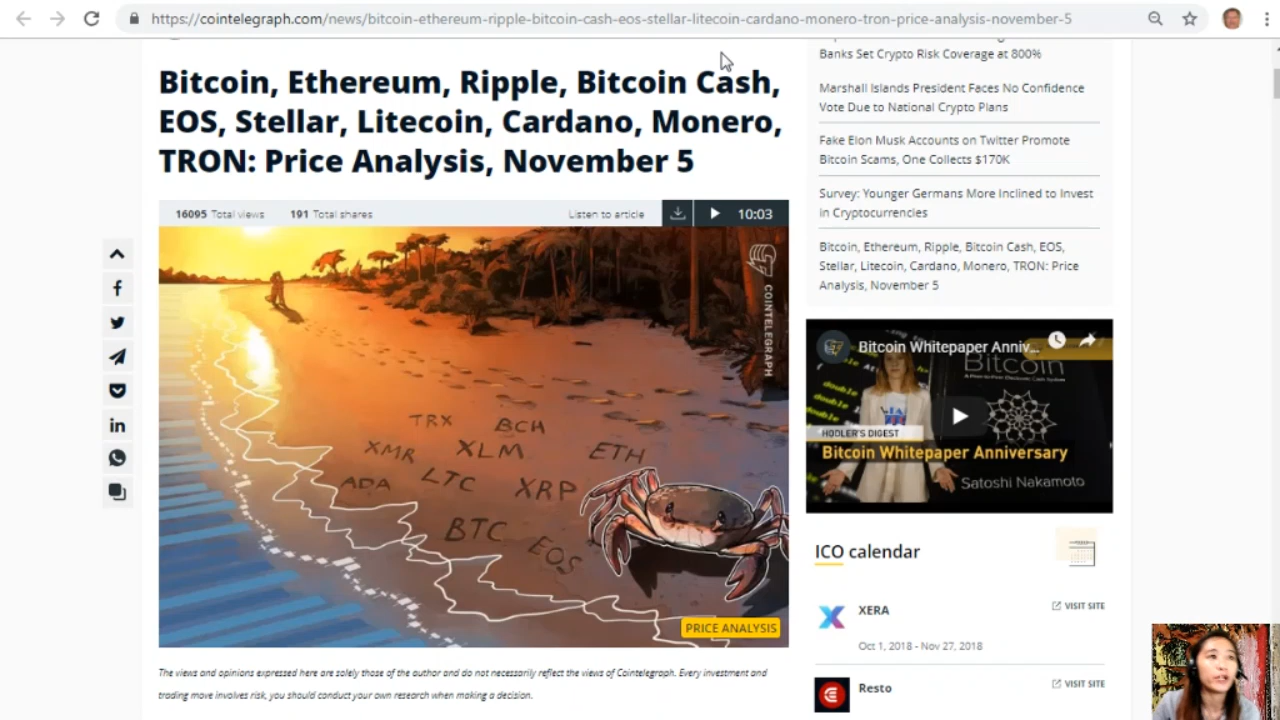 https://cointelegraph.com/news/bitcoin-ethereum-ripple-bitcoin-cash-eos-stellar-litecoin-cardano-monero-tron-price-analysis-november-5
Bitcoin, Ethereum, Ripple, Bitcoin Cash,
EOS, Stellar, Litecoin, Cardano, Monero,
TRON: Price Analysis, November 5
16095 Total views
191 Total shares
Listen to article
10:03
COINTELEGRAPH
TRX
BCH
XMR
XLM
ETH
ADA
LTC
XRP
BTC
EOS
PRICE ANALYSIS
The views and opinions expressed here are solely those of the author and do not necessarily reflect the views of Cointelegraph. Every investment and
trading move involves risk, you should conduct your own research when making a decision.
Banks Set Crypto Risk Coverage at 800%
Marshall Islands President Faces No Confidence
Vote Due to National Crypto Plans
Fake Elon Musk Accounts on Twitter Promote
Bitcoin Scams, One Collects $170K
Survey: Younger Germans More Inclined to Invest
in Cryptocurrencies
Bitcoin, Ethereum, Ripple, Bitcoin Cash, EOS,
Stellar, Litecoin, Cardano, Monero, TRON: Price
Analysis, November 5
Bitcoin Whitepaper Anniv...
Bitcoin
double
double
double
HODLER'S DIGEST
Bitcoin Whitepaper Anniversary
Satoshi Nakamoto
ICO calendar
XERA
VISIT SITE
Oct 1, 2018 - Nov 27, 2018
Resto
VISIT SITE